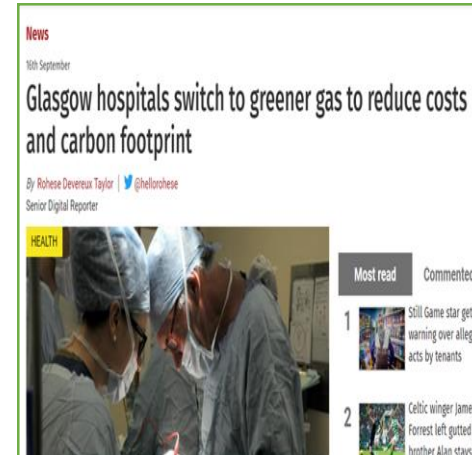 News
16th September
Glasgow hospitals switch to greener gas to reduce costs
and carbon footprint
By Rohese Devereux Taylor | @hellorohese
Senior Digital Reporter
HEALTH
Most read Commented
1 Still Game star get
warning over alleg
acts by tenants
2 Celtic winger Jame
Forrest left gutted
brother Alan stays